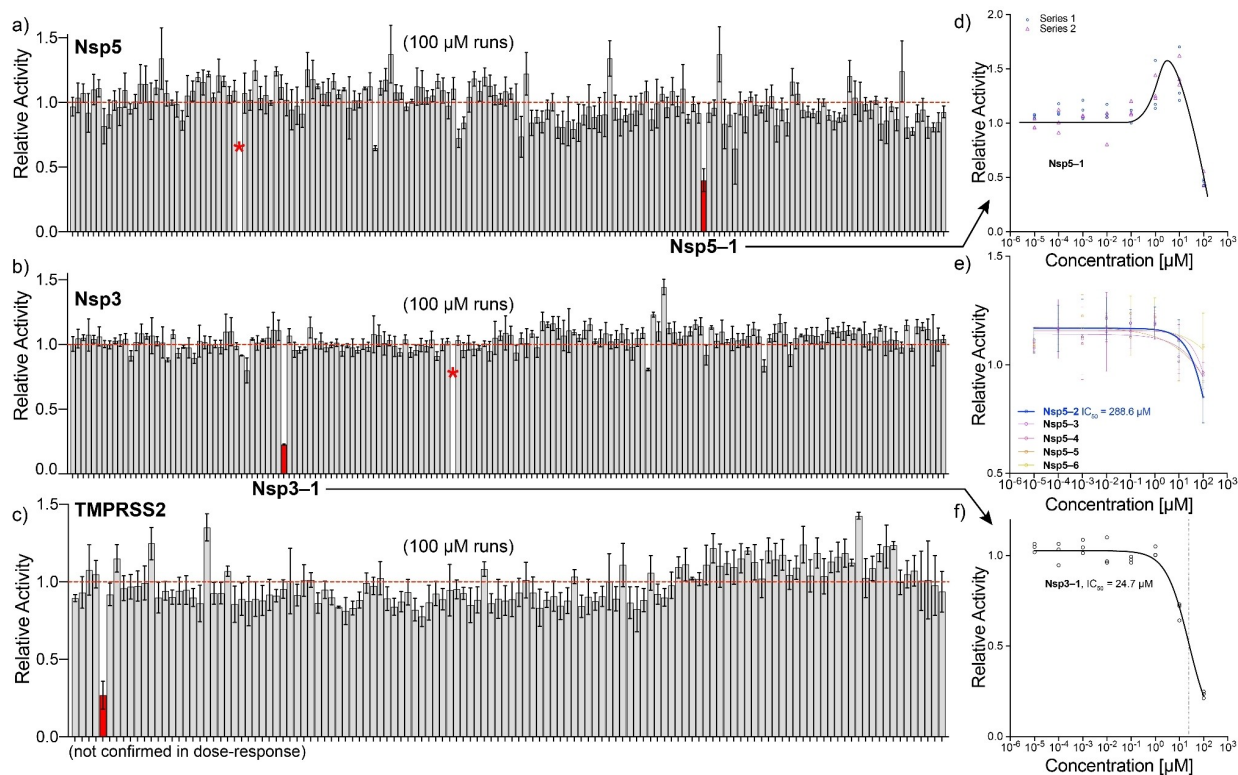 a)
Nsp5
(100 µM runs)
Relative Activity
1.5
1.0
0.5
0.0
*
Nsp5–1
b)
Nsp3
(100 µM runs)
Relative Activity
1.5
1.0
0.5
0.0
*
Nsp3–1
c)
TMPRSS2
(100 µM runs)
Relative Activity
1.5
1.0
0.5
0.0
(not confirmed in dose-response)
d)
Series 1
Series 2
Relative Activity
2.0
1.5
1.0
0.5
0.0
Nsp5–1
10⁻⁶ 10⁻⁵ 10⁻⁴ 10⁻³ 10⁻² 10⁻¹ 10⁰ 10¹ 10² 10³
Concentration [µM]
e)
Relative Activity
1.5
1.0
0.5
Nsp5–2 IC₅₀ = 288.6 µM
Nsp5–3
Nsp5–4
Nsp5–5
Nsp5–6
10⁻⁶ 10⁻⁵ 10⁻⁴ 10⁻³ 10⁻² 10⁻¹ 10⁰ 10¹ 10² 10³
Concentration [µM]
f)
Relative Activity
1.0
0.5
0.0
Nsp3–1, IC₅₀ = 24.7 µM
10⁻⁶ 10⁻⁵ 10⁻⁴ 10⁻³ 10⁻² 10⁻¹ 10⁰ 10¹ 10² 10³
Concentration [µM]